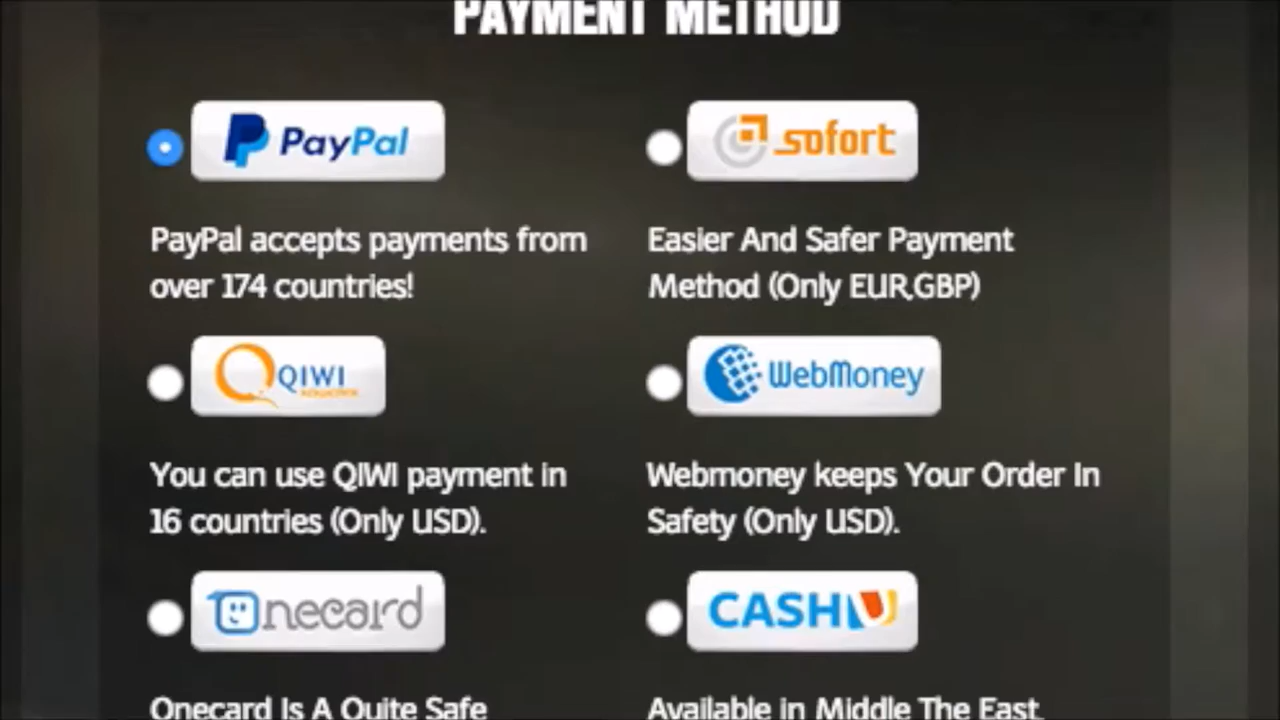 PAYMENT METHOD
PayPal
sofort
PayPal accepts payments from
over 174 countries!
Easier And Safer Payment
Method (Only EUR,GBP)
QIWI
WebMoney
You can use QIWI payment in
16 countries (Only USD).
Webmoney keeps Your Order In
Safety (Only USD).
onecard
CASHU
Onecard Is A Quite Safe
Available in Middle The East,